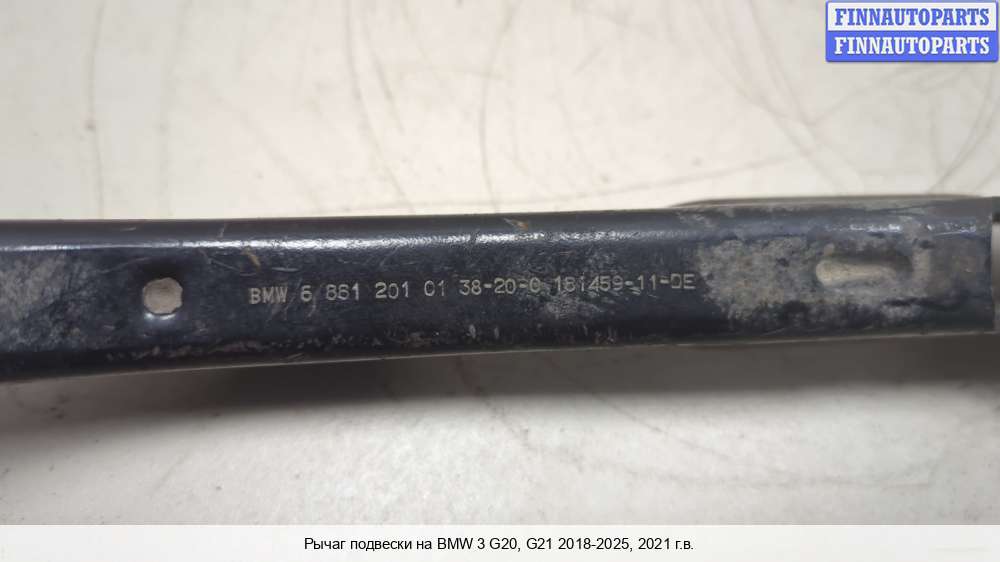 FINNAUTOPARTS
FINNAUTOPARTS
BMW 6 861 201 01 38-20-0 181459-11-DE
Рычаг подвески на BMW 3 G20, G21 2018-2025, 2021 г.в.